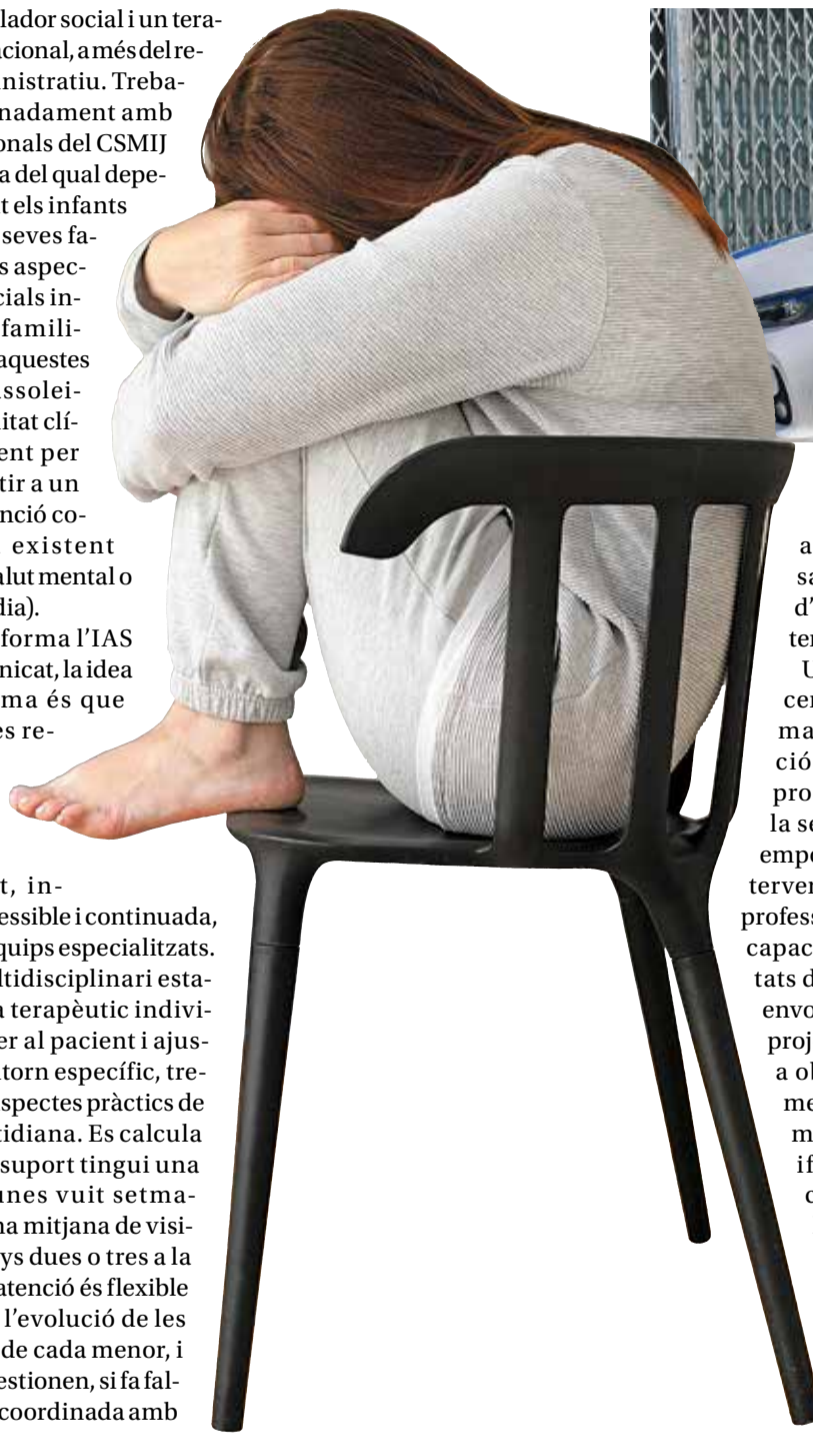 lador social i un tera-
acional, a més del re-
inistratiu. Treba-
nadament amb
onals del CSMIJ
a del qual depe-
t els infants
seves fa-
s aspec-
cials in-
famili-
aquestes
ssolei-
itat clí-
ent per
tir a un
nció co-
existent
alut mental o
dia).
forma l'IAS
nicat, la idea
ma és que
es re-
t, in-
essible i continuada,
quips especialitzats.
ltidisciplinari esta-
a terapèutic indivi-
er al pacient i ajus-
torn específic, tre-
spectes pràctics de
tidiana. Es calcula
suport tingui una
unes vuit setma-
na mitjana de visi-
ys dues o tres a la
atenció és flexible
l'evolució de les
de cada menor, i
estionen, si fa fal-
coordinada amb
a
sa
d'
ter
U
cer
ma
ció
pro
la se
empo
terver
profess
capac
tats d
envo
proj
a ob
me
m
if
c